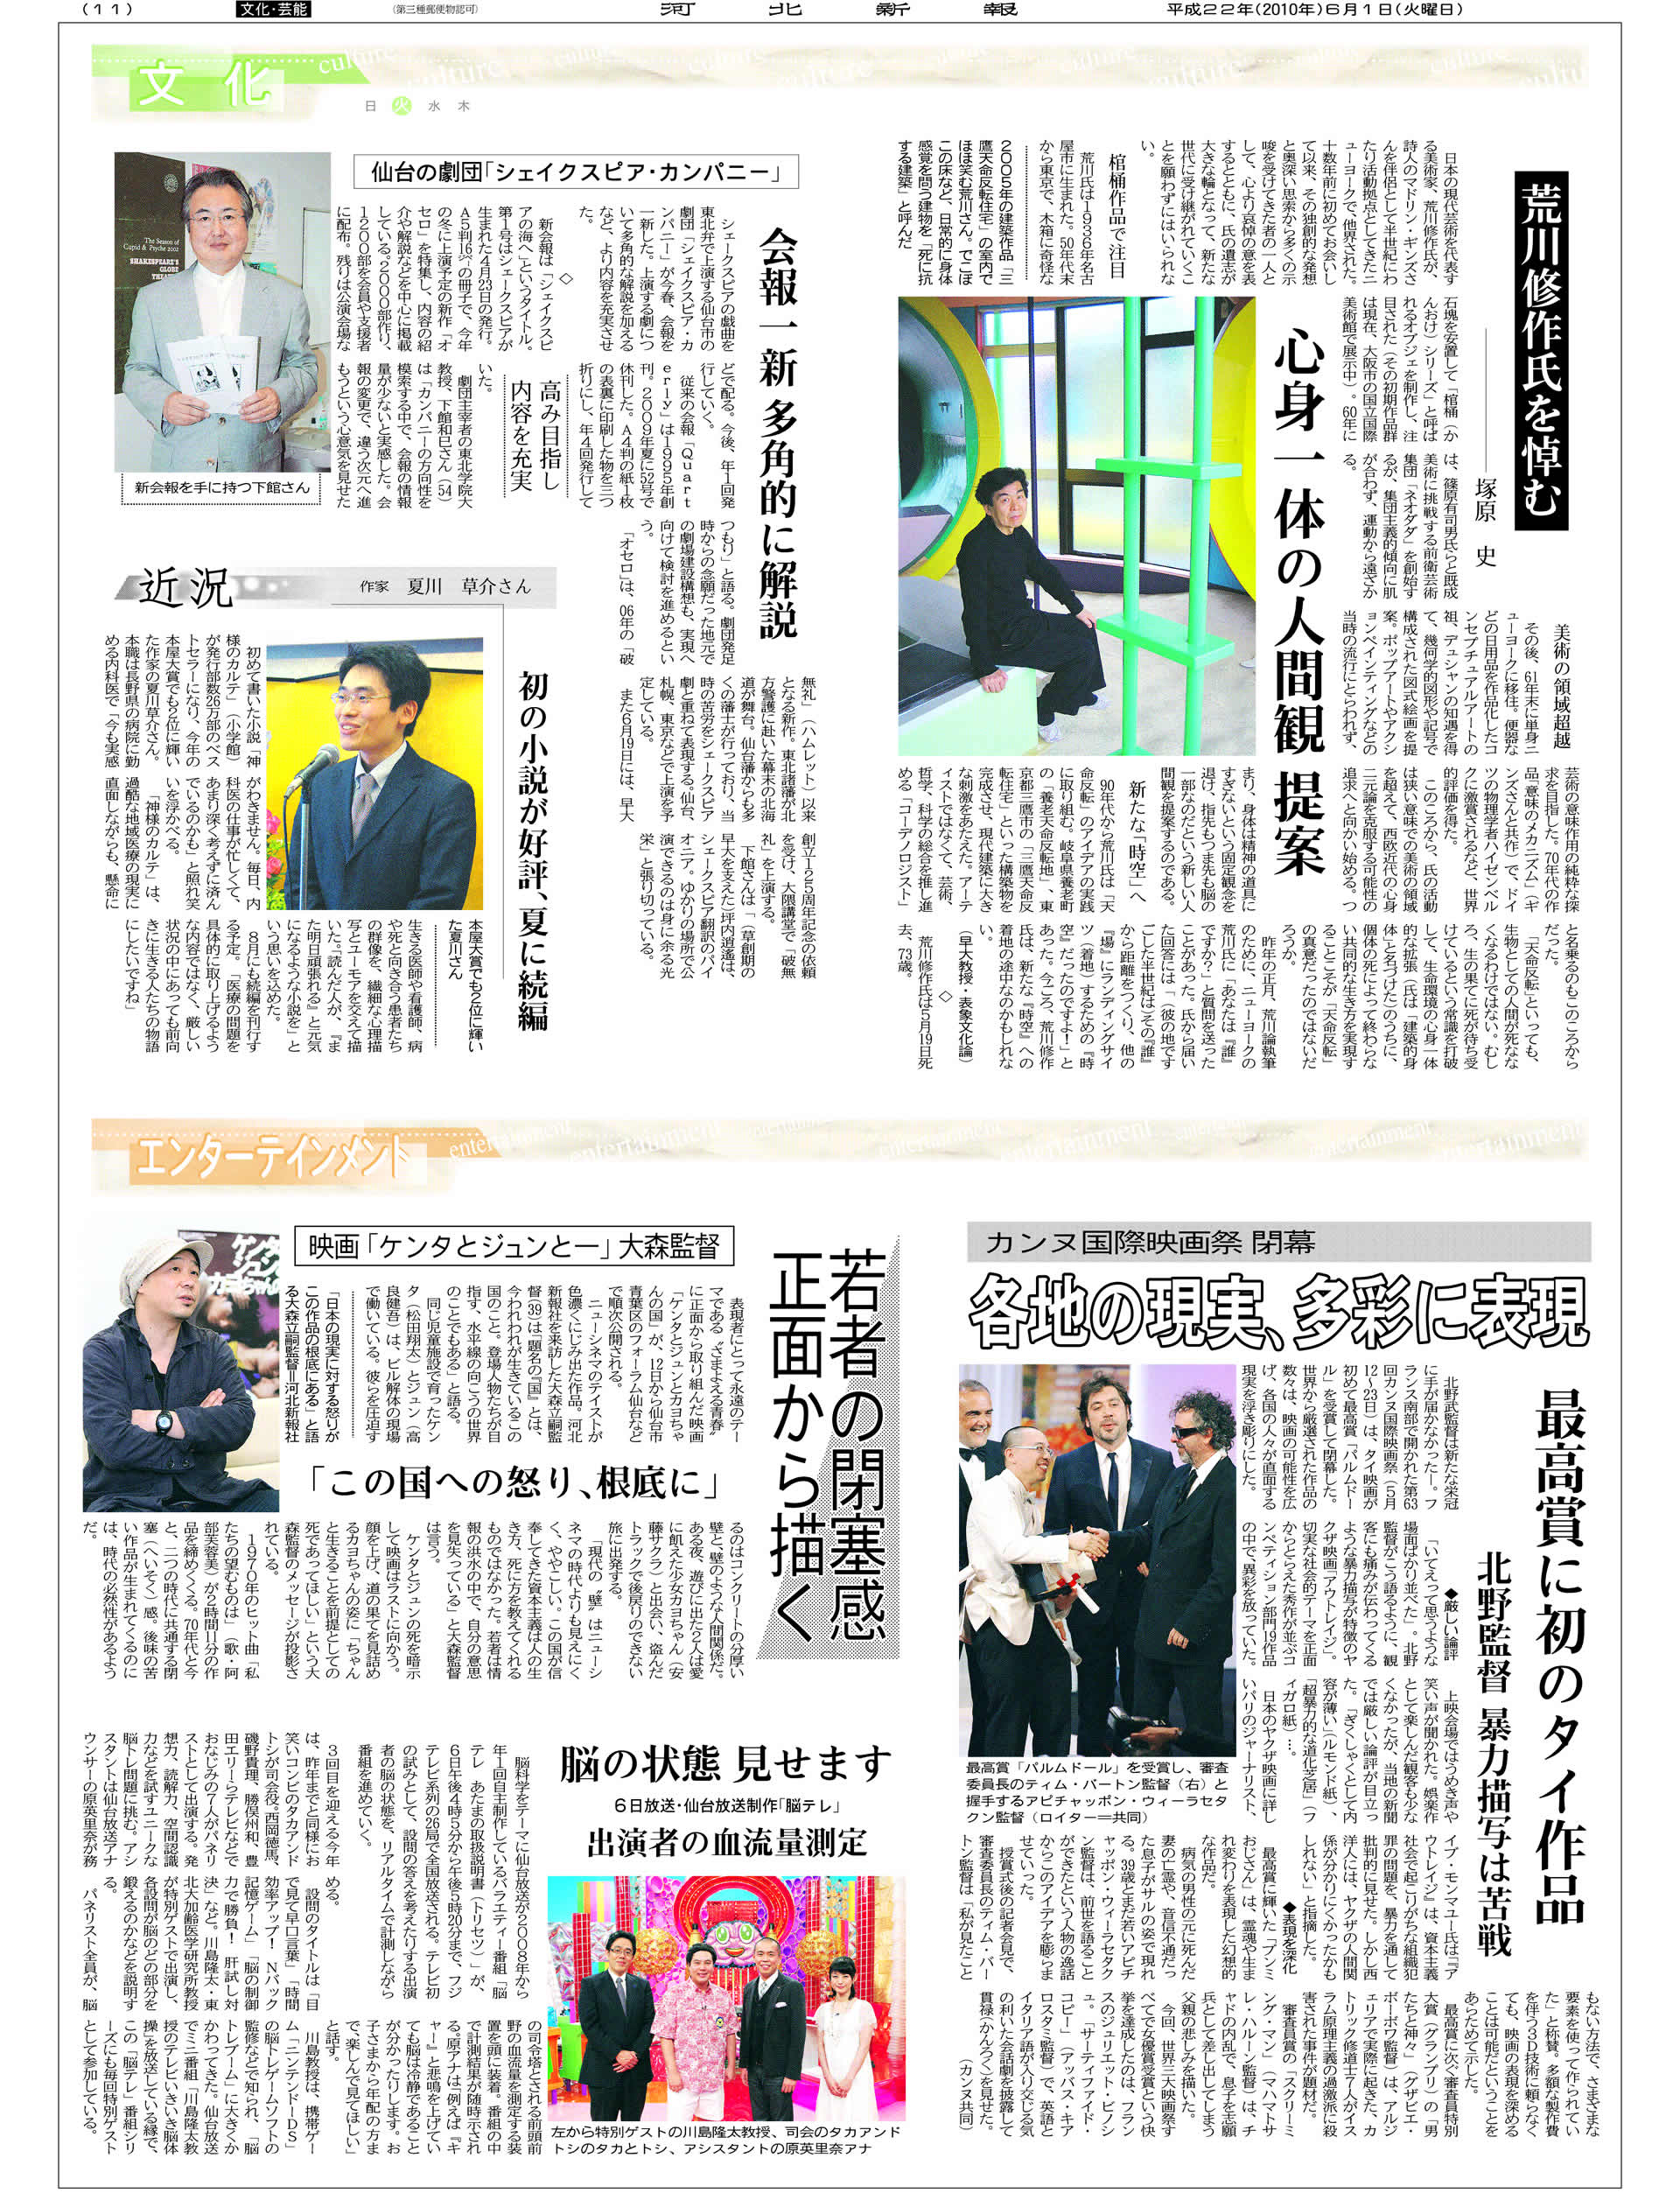 (11)
文化・芸能
(第三種郵便物認可)
河北新報
平成22年(2010年)6月1日(火曜日)
文化
culture
日 火 水 木
荒川修作氏を悼む
塚原 史
心身一体の人間観 提案
日本の現代芸術を代表す
る美術家、荒川修作氏が、
詩人のマドリン・ギンズさ
んを伴侶として半世紀にわ
たり活動拠点としてきたニ
ューヨークで、他界された。
十数年前に初めてお会いし
て以来、その独創的な発想
と奥深い思索から多くの示
唆を受けてきた者の一人と
して、心より哀悼の意を表
するとともに、氏の遺志が
大きな輪となって、新たな
世代に受け継がれていくこ
とを願わずにはいられな
い。
棺桶作品で注目
荒川氏は1936年名古
屋市に生まれた。50年代末
から東京で、木箱に奇怪な
石塊を安置して「棺桶(か
んおけ)シリーズ」と呼ば
れるオブジェを制作し、注
目された(その初期作品群
は現在、大阪市の国立国際
美術館で展示中)。60年に
は、篠原有司男氏らと既成
美術に挑戦する前衛芸術
集団「ネオダダ」を創始す
るが、集団主義的傾向に肌
が合わず、運動から遠ざか
る。
美術の領域超越
その後、61年末に単身ニ
ューヨークに移住。便器な
どの日用品を作品化したコ
ンセプチュアルアートの
祖、デュシャンの知遇を得
て、幾何学的図形や記号で
構成された図式絵画を提
案。ポップアートやアクシ
ョンペインティングなどの
当時の流行にとらわれず、
芸術の意味作用の純粋な探
求を目指した。70年代の作
品「意味のメカニズム」(ギ
ンズさんと共作)で、ドイ
ツの物理学者ハイゼンベル
クに激賞されるなど、世界
的評価を得た。
このころから、氏の活動
は狭い意味での美術の領域
を超えて、西欧近代の心身
二元論を克服する可能性の
追求へと向かい始める。つ
まり、身体は精神の道具に
すぎないという固定観念を
退け、指先もつま先も脳の
一部なのだという新しい人
間観を提案するのである。
新たな「時空」へ
90年代から荒川氏は「天
命反転」のアイデアの実践
に取り組む。岐阜県養老町
の「養老天命反転地」、東
京都三鷹市の「三鷹天命反
転住宅」といった構築物を
完成させ、現代建築に大き
な刺激をあたえた。アーテ
ィストではなくて、芸術、
哲学、科学の総合を推し進
める「コーデノロジスト」
と名乗るのもこのころから
だった。
「天命反転」といっても、
生物としての人間が死なな
くなるわけではない。むし
ろ、生の果てに死が待ち受
けているという常識を打破
して、生命環境の心身一体
的な拡張(氏は「建築的身
体」と名づけた)のうちに、
個体の死によって終わらな
い共同的な生き方を実現す
ることこそが「天命反転」
の真意だったのではないだ
ろうか。
昨年の正月、荒川論執筆
のために、ニューヨークの
荒川氏に「あなたは『誰』
ですか?」と質問を送った
ことがあった。氏から届い
た回答には「(彼の地です
ごした半世紀は)その『誰』
から距離をつくり、他の
『場』にランディングサイ
ツ(着地)するための『時
空』だったのですよ!」と
あった。今ころ、荒川修作
氏は、新たな『時空』への
着地の途中なのかもしれな
い。
(早大教授・表象文化論)
◇
荒川修作氏は5月19日死
去、73歳。
2005年の建築作品「三
鷹天命反転住宅」の室内で
ほほ笑む荒川さん。でこぼ
この床など、日常的に身体
感覚を問う建物を「死に抗
する建築」と呼んだ
仙台の劇団「シェイクスピア・カンパニー」
会報一新 多角的に解説
シェークスピアの戯曲を
東北弁で上演する仙台市の
劇団「シェイクスピア・カ
ンパニー」が今春、会報を
一新した。上演する劇につ
いて多角的な解説を加える
など、より内容を充実させ
た。
◇
新会報は「シェイクスピ
アの海へ」というタイトル。
第1号はシェークスピアが
生まれた4月23日の発行。
A5判16㌻の冊子で、今年
の冬に上演予定の新作「オ
セロ」を特集し、内容の紹
介や解説などを中心に掲載
している。2000部作り、
1200部を会員や支援者
に配布。残りは公演会場な
どで配る。今後、年1回発
行していく。
従来の会報「Quart
erly」は1995年創
刊。2009年夏に52号で
休刊した。A4判の紙1枚
の表裏に印刷した物を三つ
折りにし、年4回発行して
いた。
高み目指し
内容を充実
劇団主宰者の東北学院大
教授、下館和巳さん(54)
は「カンパニーの方向性を
模索する中で、会報の情報
量が少ないと実感した。会
報の変更で、違う次元へ進
もうという心意気を見せた
つもり」と語る。劇団発足
時からの念願だった地元で
の劇場建設構想も、実現へ
向けて検討を進めるとい
う。
「オセロ」は、06年の「破
無礼」(ハムレット)以来
となる新作。東北諸藩が北
方警護に赴いた幕末の北海
道が舞台。仙台藩からも多
くの藩士が行っており、当
時の苦労をシェークスピア
劇と重ねて表現する。仙台、
札幌、東京などで上演を予
定している。
また6月19日には、早大
創立125周年記念の依頼
を受け、大隈講堂で「破無
礼」を上演する。
下館さんは「(草創期の
早大を支えた)坪内逍遙は、
シェークスピア翻訳のパイ
オニア。ゆかりの場所で公
演できるのは身に余る光
栄」と張り切っている。
新会報を手に持つ下館さん
近況
作家 夏川 草介さん
初の小説が好評、夏に続編
初めて書いた小説「神
様のカルテ」(小学館)
が発行部数26万部のベス
トセラーになり、今年の
本屋大賞でも2位に輝い
た作家の夏川草介さん。
本職は長野県の病院に勤
める内科医で「今も実感
がわきません。毎日、内
科医の仕事が忙しくて、
あまり深く考えずに済ん
でいるのかも」と照れ笑
いを浮かべる。
「神様のカルテ」は、
過酷な地域医療の現実に
直面しながらも、懸命に
生きる医師や看護師、病
や死と向き合う患者たち
の群像を、繊細な心理描
写とユーモアを交えて描
いた。「読んだ人が、『ま
た明日頑張れる』と元気
になるような小説を」と
いう思いを込めた。
8月にも続編を刊行す
る予定。「医療の問題を
具体的に取り上げるよう
な内容ではなく、厳しい
状況の中にあっても前向
きに生きる人たちの物語
にしたいですね」
本屋大賞でも2位に輝い
た夏川さん
エンターテインメント
entertainment
カンヌ国際映画祭 閉幕
各地の現実、多彩に表現
最高賞に初のタイ作品
北野監督 暴力描写は苦戦
北野武監督は新たな栄冠
に手が届かなかった―。フ
ランス南部で開かれた第63
回カンヌ国際映画祭(5月
12~23日)は、タイ映画が
初めて最高賞「パルムドー
ル」を受賞して閉幕した。
世界から厳選された作品の
数々は、映画の可能性を広
げ、各国の人々が直面する
現実を浮き彫りにした。
◆厳しい論評
「いてえって思うような
場面ばかり並べた」。北野
監督がこう語るように、観
客にも痛みが伝わってくる
ような暴力描写が特徴のヤ
クザ映画「アウトレイジ」。
切実な社会的テーマを正面
からとらえた秀作が並ぶコ
ンペティション部門19作品
の中で、異彩を放っていた。
上映会場ではうめき声や
笑い声が聞かれた。娯楽作
として楽しんだ観客も少な
くなかったが、当地の新聞
では厳しい論評が目立っ
た。「ぎくしゃくとして内
容が薄い(ルモンド紙)、
「超暴力的な道化芝居」(フ
ィガロ紙)…。
日本のヤクザ映画に詳し
いパリのジャーナリスト、
イブ・モンマユール氏は『ア
ウトレイジ』は、資本主義
社会で起こりがちな組織犯
罪の問題を、暴力を通して
批判的に見せた。しかし西
洋人には、ヤクザの人間関
係が分かりにくかったかも
しれない」と指摘した。
◆表現を深化
最高賞に輝いた「ブンミ
おじさん」は、霊魂や生ま
れ変わりを表現した幻想的
な作品だ。
病気の男性の元に死んだ
妻の亡霊や、音信不通だっ
た息子がサルの姿で現れ
る。39歳とまだ若いアピチ
ャッポン・ウィーラセタク
ン監督は、前世を語ること
ができたという人物の逸話
からこのアイデアを膨らま
せていった。
授賞式後の記者会見で、
審査委員長のティム・バー
トン監督は「私が見たこと
もない方法で、さまざまな
要素を使って作られてい
た」と称賛。多額な製作費
を伴う3D技術に頼らなく
ても、映画の表現を深める
ことは可能だということを
あらためて示した。
最高賞に次ぐ審査員特別
大賞(グランプリ)の「男
たちと神々」(グザビエ・
ボーボワ監督)は、アルジ
ェリアで実際に起きた、カ
トリック修道士7人がイス
ラム原理主義の過激派に殺
害された事件が題材だ。
審査員賞の「スクリーミ
ング・マン」(マハマトサ
レ・ハルーン監督)は、チ
ャドの内乱で、息子を志願
兵として差し出してしまう
父親の悲しみを描いた。
今回、世界三大映画祭す
べてで女優賞受賞という快
挙を達成したのは、フラン
スのジュリエット・ビノシ
ュ。「サーティファイド・
コピー」(アッバス・キア
ロスタミ監督)で、英語と
イタリア語が入り交じる気
の利いた会話劇を披露して
貫禄(かんろく)を見せた。
(カンヌ共同)
最高賞「パルムドール」を受賞し、審査
委員長のティム・バートン監督(右)と
握手するアピチャッポン・ウィーラセタ
クン監督(ロイター=共同)
映画「ケンタとジュンと―」大森監督
若者の閉塞感
正面から描く
「この国への怒り、根底に」
表現者にとって永遠のテー
マである〝さまよえる青春〟
に正面から取り組んだ映画
「ケンタとジュンとカヨちゃ
んの国」が、12日から仙台市
青葉区のフォーラム仙台など
で順次公開される。
ニューシネマのテイストが
色濃くにじみ出た作品。河北
新報社を来訪した大森立嗣監
督(39)は「題名の『国』とは、
今われわれが生きているこの
国のこと。登場人物たちが目
指す、水平線の向こうの世界
のことでもある」と語る。
同じ児童施設で育ったケン
タ(松田翔太)とジュン(高
良健吾)は、ビル解体の現場
で働いている。彼らを圧迫す
るのはコンクリートの分厚い
壁と、壁のような人間関係だ。
ある夜、遊びに出た2人は愛
に飢えた少女カヨちゃん(安
藤サクラ)と出会い、盗んだ
トラックで後戻りのできない
旅に出発する。
「現代の〝壁〟はニューシ
ネマの時代よりも見えにく
く、ややこしい。この国が信
奉してきた資本主義は人の生
き方、死に方を教えてくれる
ものではなかった。若者は情
報の洪水の中で、自分の意思
を見失っている」と大森監督
は言う。
ケンタとジュンの死を暗示
して映画はラストに向かう。
顔を上げ、道の果てを見詰め
るカヨちゃんの姿に「ちゃん
と生きることを前提としての
死であってほしい」という大
森監督のメッセージが投影さ
れている。
1970年のヒット曲「私
たちの望むものは」(歌・阿
部芙蓉美)が2時間11分の作
品を締めくくる。70年代と今
と、二つの時代に共通する閉
塞(へいそく)感。後味の苦
い作品が生まれてくるのに
は、時代の必然性があるよう
だ。
「日本の現実に対する怒りが
この作品の根底にある」と語
る大森立嗣監督=河北新報社
脳の状態 見せます
6日放送・仙台放送制作「脳テレ」
出演者の血流量測定
脳科学をテーマに仙台放送が2008年から
年1回自主制作しているバラエティー番組「脳
テレ あたまの取扱説明書(トリセツ)」が、
6日午後4時5分から午後5時20分まで、フジ
テレビ系列の26局で全国放送される。テレビ初
の試みとして、設問の答えを考えたりする出演
者の脳の状態を、リアルタイムで計測しながら
番組を進めていく。
3回目を迎える今年
は、昨年までと同様にお
笑いコンビのタカアンド
トシが司会役。西岡徳馬、
磯野貴理、勝俣州和、豊
田エリーらテレビなどで
おなじみの7人がパネリ
ストとして出演する。発
想力、読解力、空間認識
力などを試すユニークな
脳トレ問題に挑む。アシ
スタントは仙台放送アナ
ウンサーの原英里奈が務
める。
設問のタイトルは「目
で見て早口言葉」「時間
効率アップ! Nバック
記憶ゲーム」「脳の制御
力で勝負! 肝試し対
決」など。川島隆太・東
北大加齢医学研究所教授
が特別ゲストで出演し、
各設問が脳のどの部分を
鍛えるのかなどを説明す
る。
パネリスト全員が、脳
の司令塔とされる前頭前
野の血流量を測定する装
置を頭に装着。番組の中
で計測結果が随時示され
る。原アナは「例えば『キ
ャー』と悲鳴を上げてい
ても脳は冷静であること
が分かったりします。お
子さまから年配の方ま
で、楽しんで見てほしい」
と話す。
川島教授は、携帯ゲー
ム「ニンテンドーDS」
の脳トレゲームソフトの
監修などで知られ、「脳
トレブーム」に大きくか
かわってきた。仙台放送
でミニ番組「川島隆太教
授のテレビいきいき脳体
操」を放送している縁で、
この「脳テレ」番組シリ
ーズにも毎回特別ゲスト
として参加している。
左から特別ゲストの川島隆太教授、司会のタカアンド
トシのタカとトシ、アシスタントの原英里奈アナ